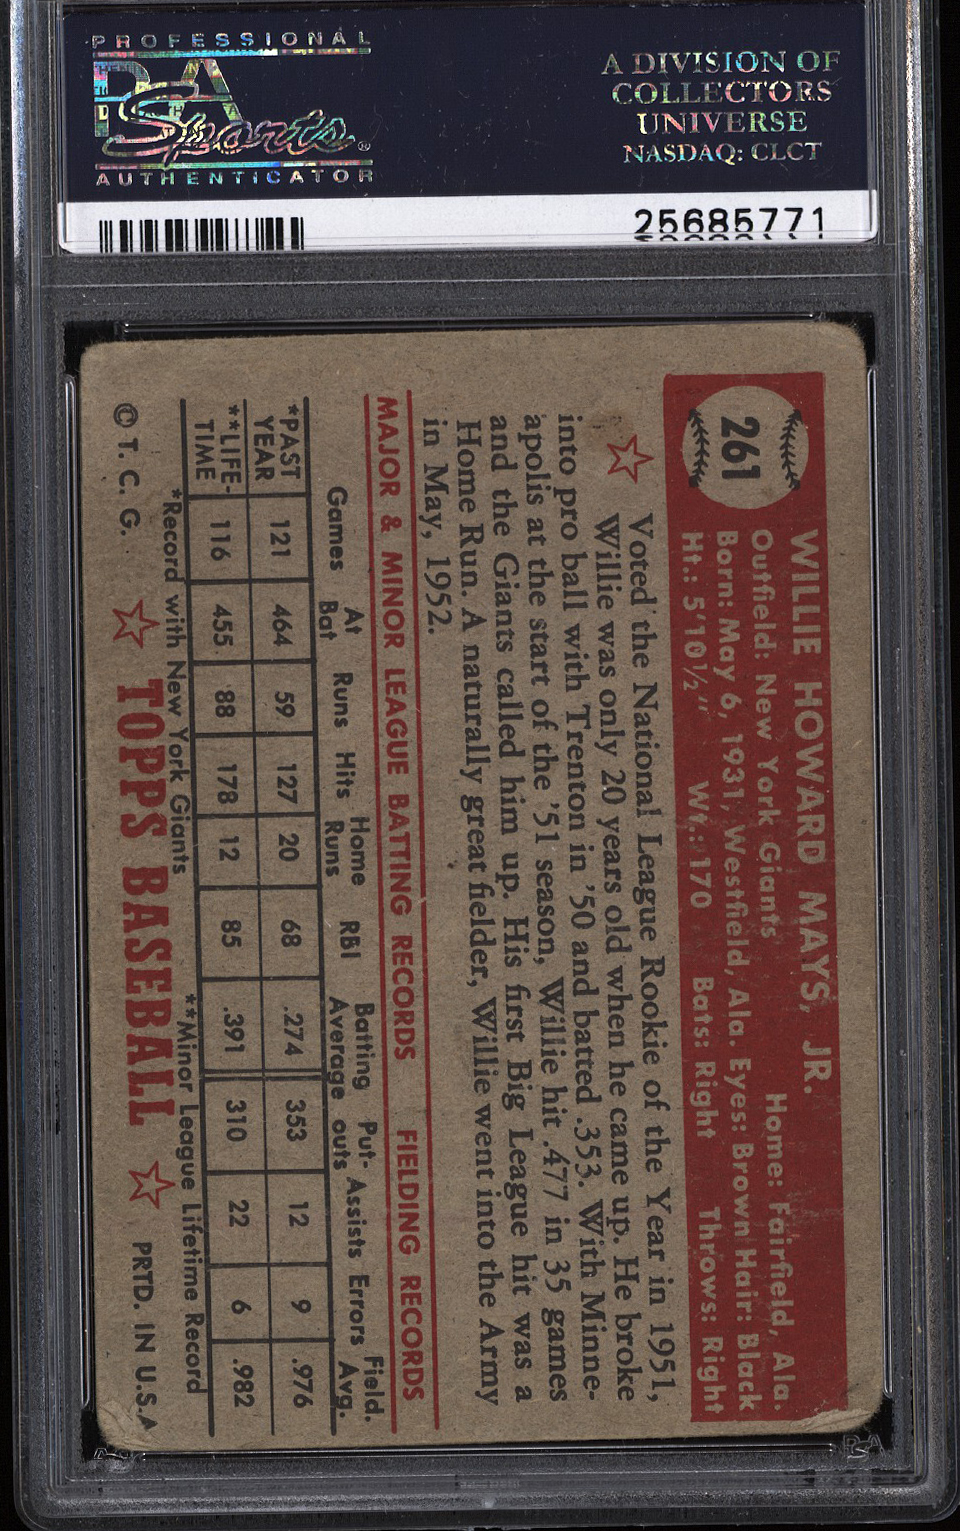 PROFESSIONAL
PSA
Sports®
AUTHENTICATOR
A DIVISION OF
COLLECTORS
UNIVERSE
NASDAQ: CLCT
25685771
261
WILLIE HOWARD MAYS, JR.
Outfield: New York Giants Home: Fairfield, Ala.
Born: May 6, 1931, Westfield, Ala. Eyes: Brown Hair: Black
Ht.: 5'10½" Wt.: 170 Bats: Right Throws: Right
Voted the National League Rookie of the Year in 1951,
Willie was only 20 years old when he came up. He broke
into pro ball with Trenton in '50 and batted .353. With Minne-
apolis at the start of the '51 season, Willie hit .477 in 35 games
and the Giants called him up. His first Big League hit was a
Home Run. A naturally great fielder, Willie went into the Army
in May, 1952.
MAJOR & MINOR LEAGUE BATTING RECORDS FIELDING RECORDS
Games At Bat Runs Hits Home Runs RBI Batting Average Put-outs Assists Errors Field. Avg.
*PAST YEAR 121 464 59 127 20 68 .274 353 12 9 .976
**LIFE-TIME 116 455 88 178 12 85 .391 310 22 6 .982
*Record with New York Giants **Minor League Lifetime Record
© T. C. G. TOPPS BASEBALL PRTD. IN U.S.A
PSA